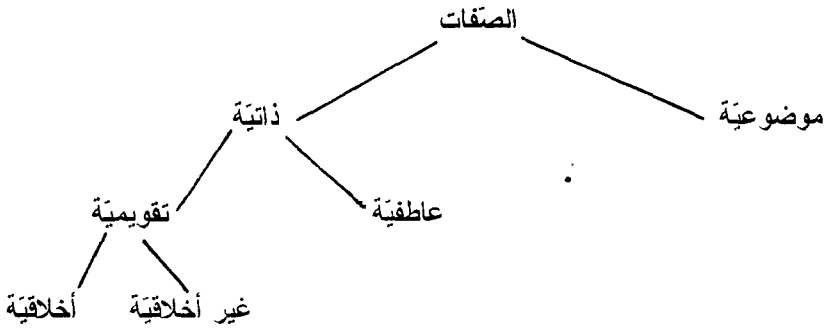 الصّفات
موضوعيّة ذاتيّة
عاطفيّة تقويميّة
غير أخلاقيّة أخلاقيّة